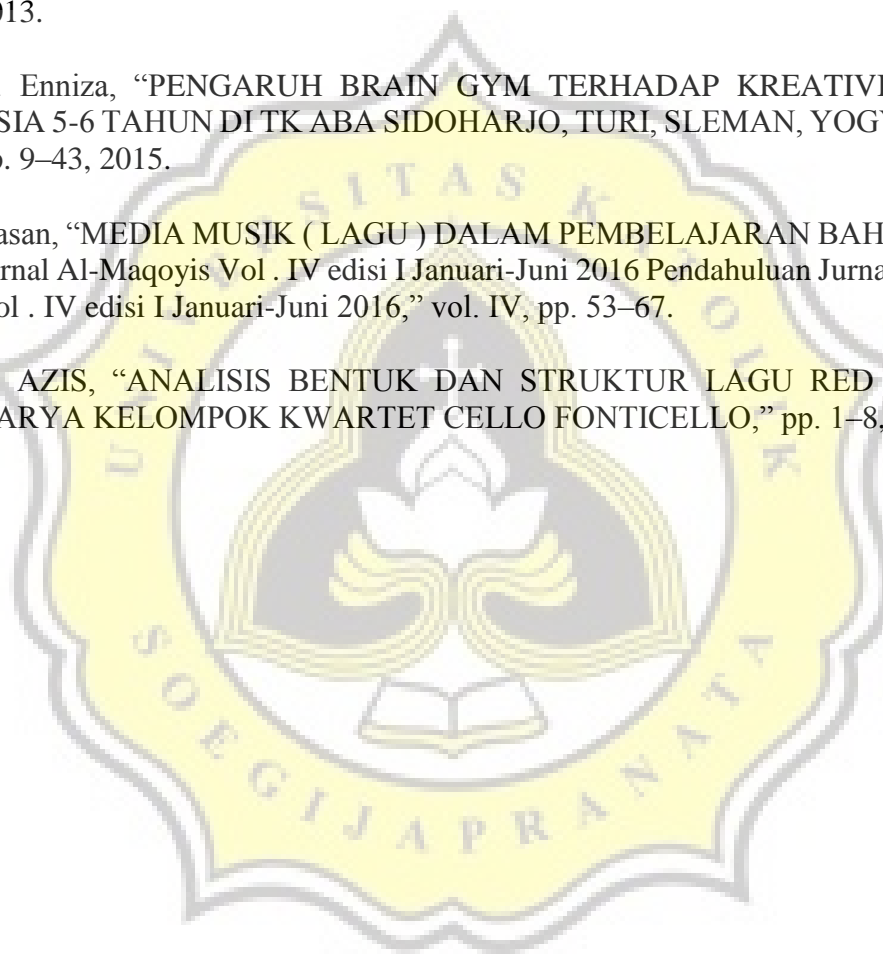 013.
Enniza, “PENGARUH BRAIN GYM TERHADAP KREATIVI
SIA 5-6 TAHUN DI TK ABA SIDOHARJO, TURI, SLEMAN, YOGY
. 9–43, 2015.
asan, “MEDIA MUSIK ( LAGU ) DALAM PEMBELAJARAN BAH
rnal Al-Maqoyis Vol . IV edisi I Januari-Juni 2016 Pendahuluan Jurna
ol . IV edisi I Januari-Juni 2016,” vol. IV, pp. 53–67.
AZIS, “ANALISIS BENTUK DAN STRUKTUR LAGU RED
ARYA KELOMPOK KWARTET CELLO FONTICELLO,” pp. 1–8,
UNIVERSITAS KATOLIK
SOEGIJAPRANATA